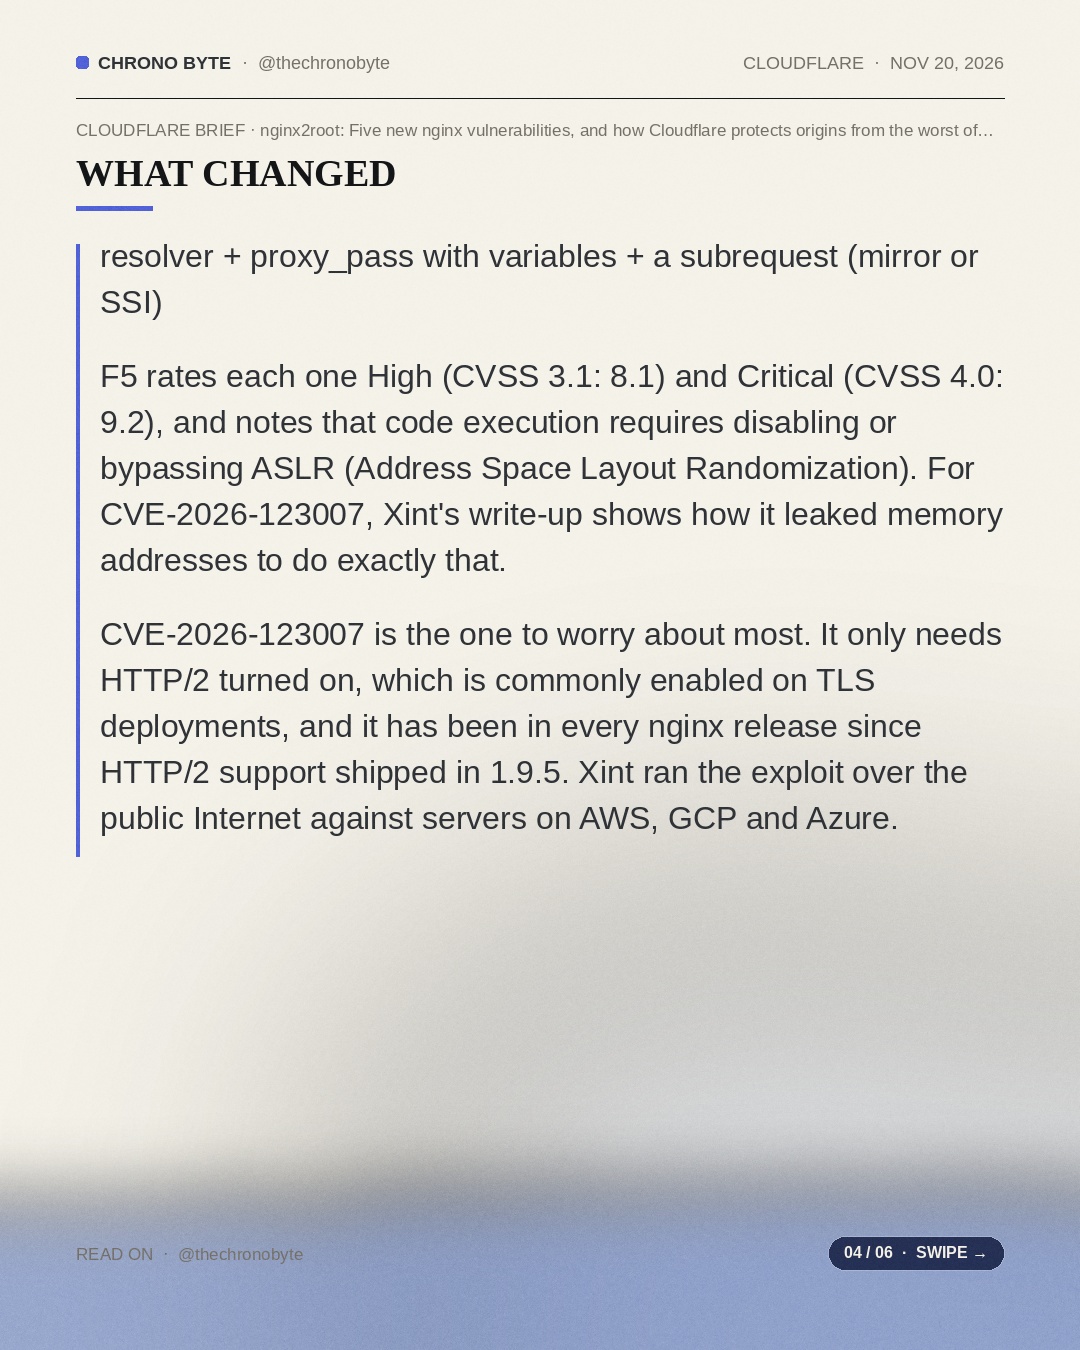 CHRONO BYTE · @thechronobyte
CLOUDFLARE · NOV 20, 2026
CLOUDFLARE BRIEF · nginx2root: Five new nginx vulnerabilities, and how Cloudflare protects origins from the worst of…
WHAT CHANGED
resolver + proxy_pass with variables + a subrequest (mirror or
SSI)
F5 rates each one High (CVSS 3.1: 8.1) and Critical (CVSS 4.0:
9.2), and notes that code execution requires disabling or
bypassing ASLR (Address Space Layout Randomization). For
CVE-2026-123007, Xint's write-up shows how it leaked memory
addresses to do exactly that.
CVE-2026-123007 is the one to worry about most. It only needs
HTTP/2 turned on, which is commonly enabled on TLS
deployments, and it has been in every nginx release since
HTTP/2 support shipped in 1.9.5. Xint ran the exploit over the
public Internet against servers on AWS, GCP and Azure.
READ ON · @thechronobyte
04 / 06 · SWIPE →